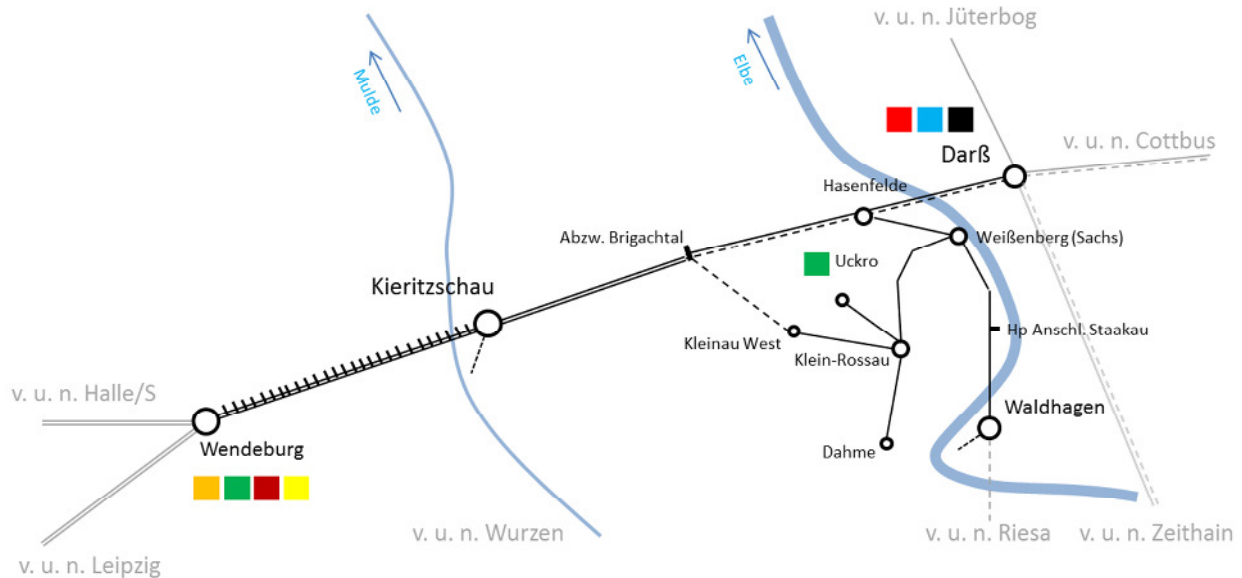 v. u. n. Jüterbog
Mulde
Elbe
v. u. n. Cottbus
Darß
Hasenfelde
Abzw. Brigachtal
Weißenberg (Sachs)
Uckro
Kieritzschau
Kleinau West
Hp Anschl. Staakau
Klein-Rossau
v. u. n. Halle/S
Waldhagen
Wendeburg
Dahme
v. u. n. Wurzen
v. u. n. Riesa
v. u. n. Zeithain
v. u. n. Leipzig